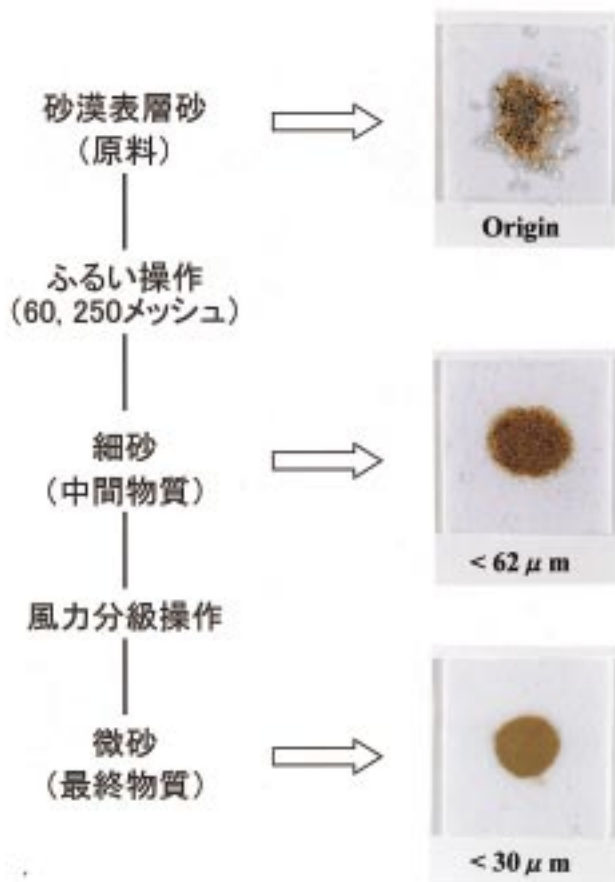 砂漠表層砂
(原料)
Origin
ふるい操作
(60, 250メッシュ)
細砂
(中間物質)
< 62 μ m
風力分級操作
微砂
(最終物質)
< 30 μ m